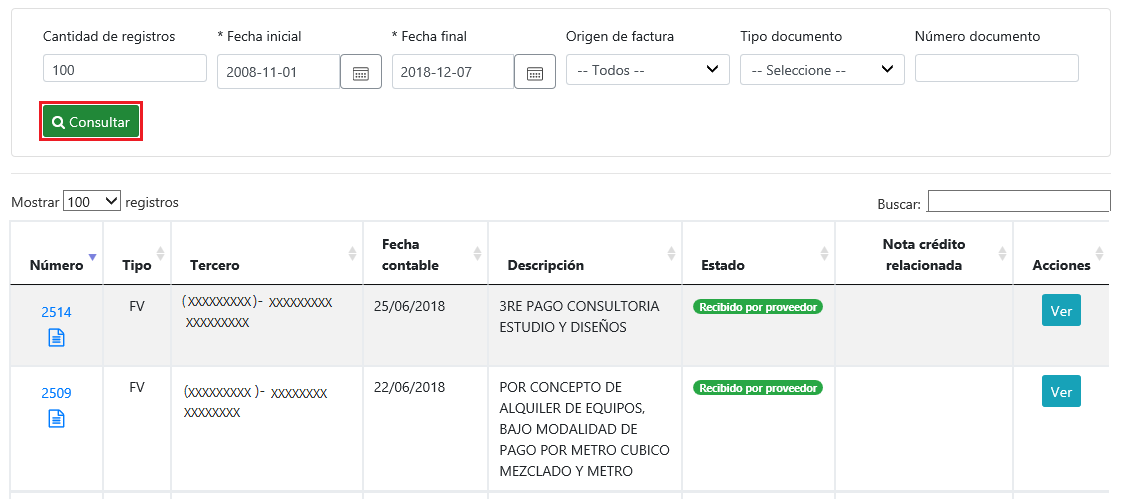 Cantidad de registros * Fecha inicial * Fecha final Origen de factura Tipo documento Número documento
100 2008-11-01 2018-12-07 -- Todos -- -- Seleccione --
Consultar
Mostrar 100 registros Buscar:
Número Tipo Tercero Fecha contable Descripción Estado Nota crédito relacionada Acciones
2514 FV (XXXXXXXXX)- XXXXXXXXX 25/06/2018 3RE PAGO CONSULTORIA Recibido por proveedor Ver
XXXXXXXXX ESTUDIO Y DISEÑOS
2509 FV (XXXXXXXXX )- XXXXXXXX 22/06/2018 POR CONCEPTO DE Recibido por proveedor Ver
XXXXXXXX ALQUILER DE EQUIPOS,
BAJO MODALIDAD DE
PAGO POR METRO CUBICO
MEZCLADO Y METRO